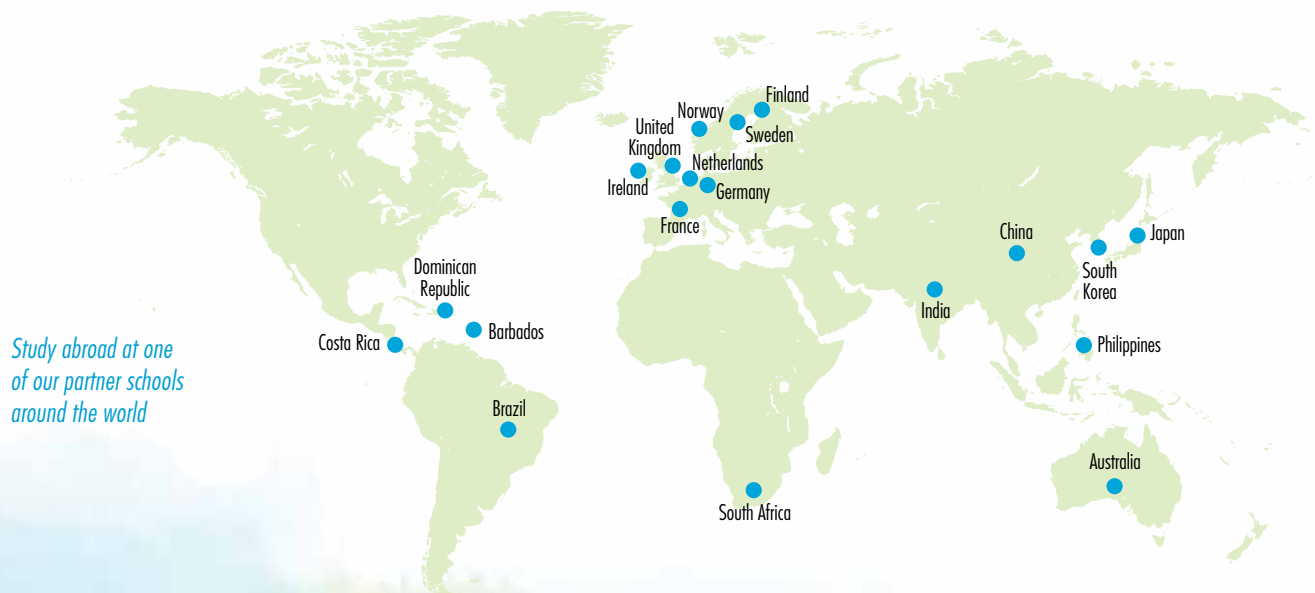 Finland
Norway
Sweden
United
Kingdom
Netherlands
Ireland
Germany
France
China
Japan
South
Korea
India
Dominican
Republic
Barbados
Costa Rica
Philippines
Study abroad at one
of our partner schools
around the world
Brazil
Australia
South Africa